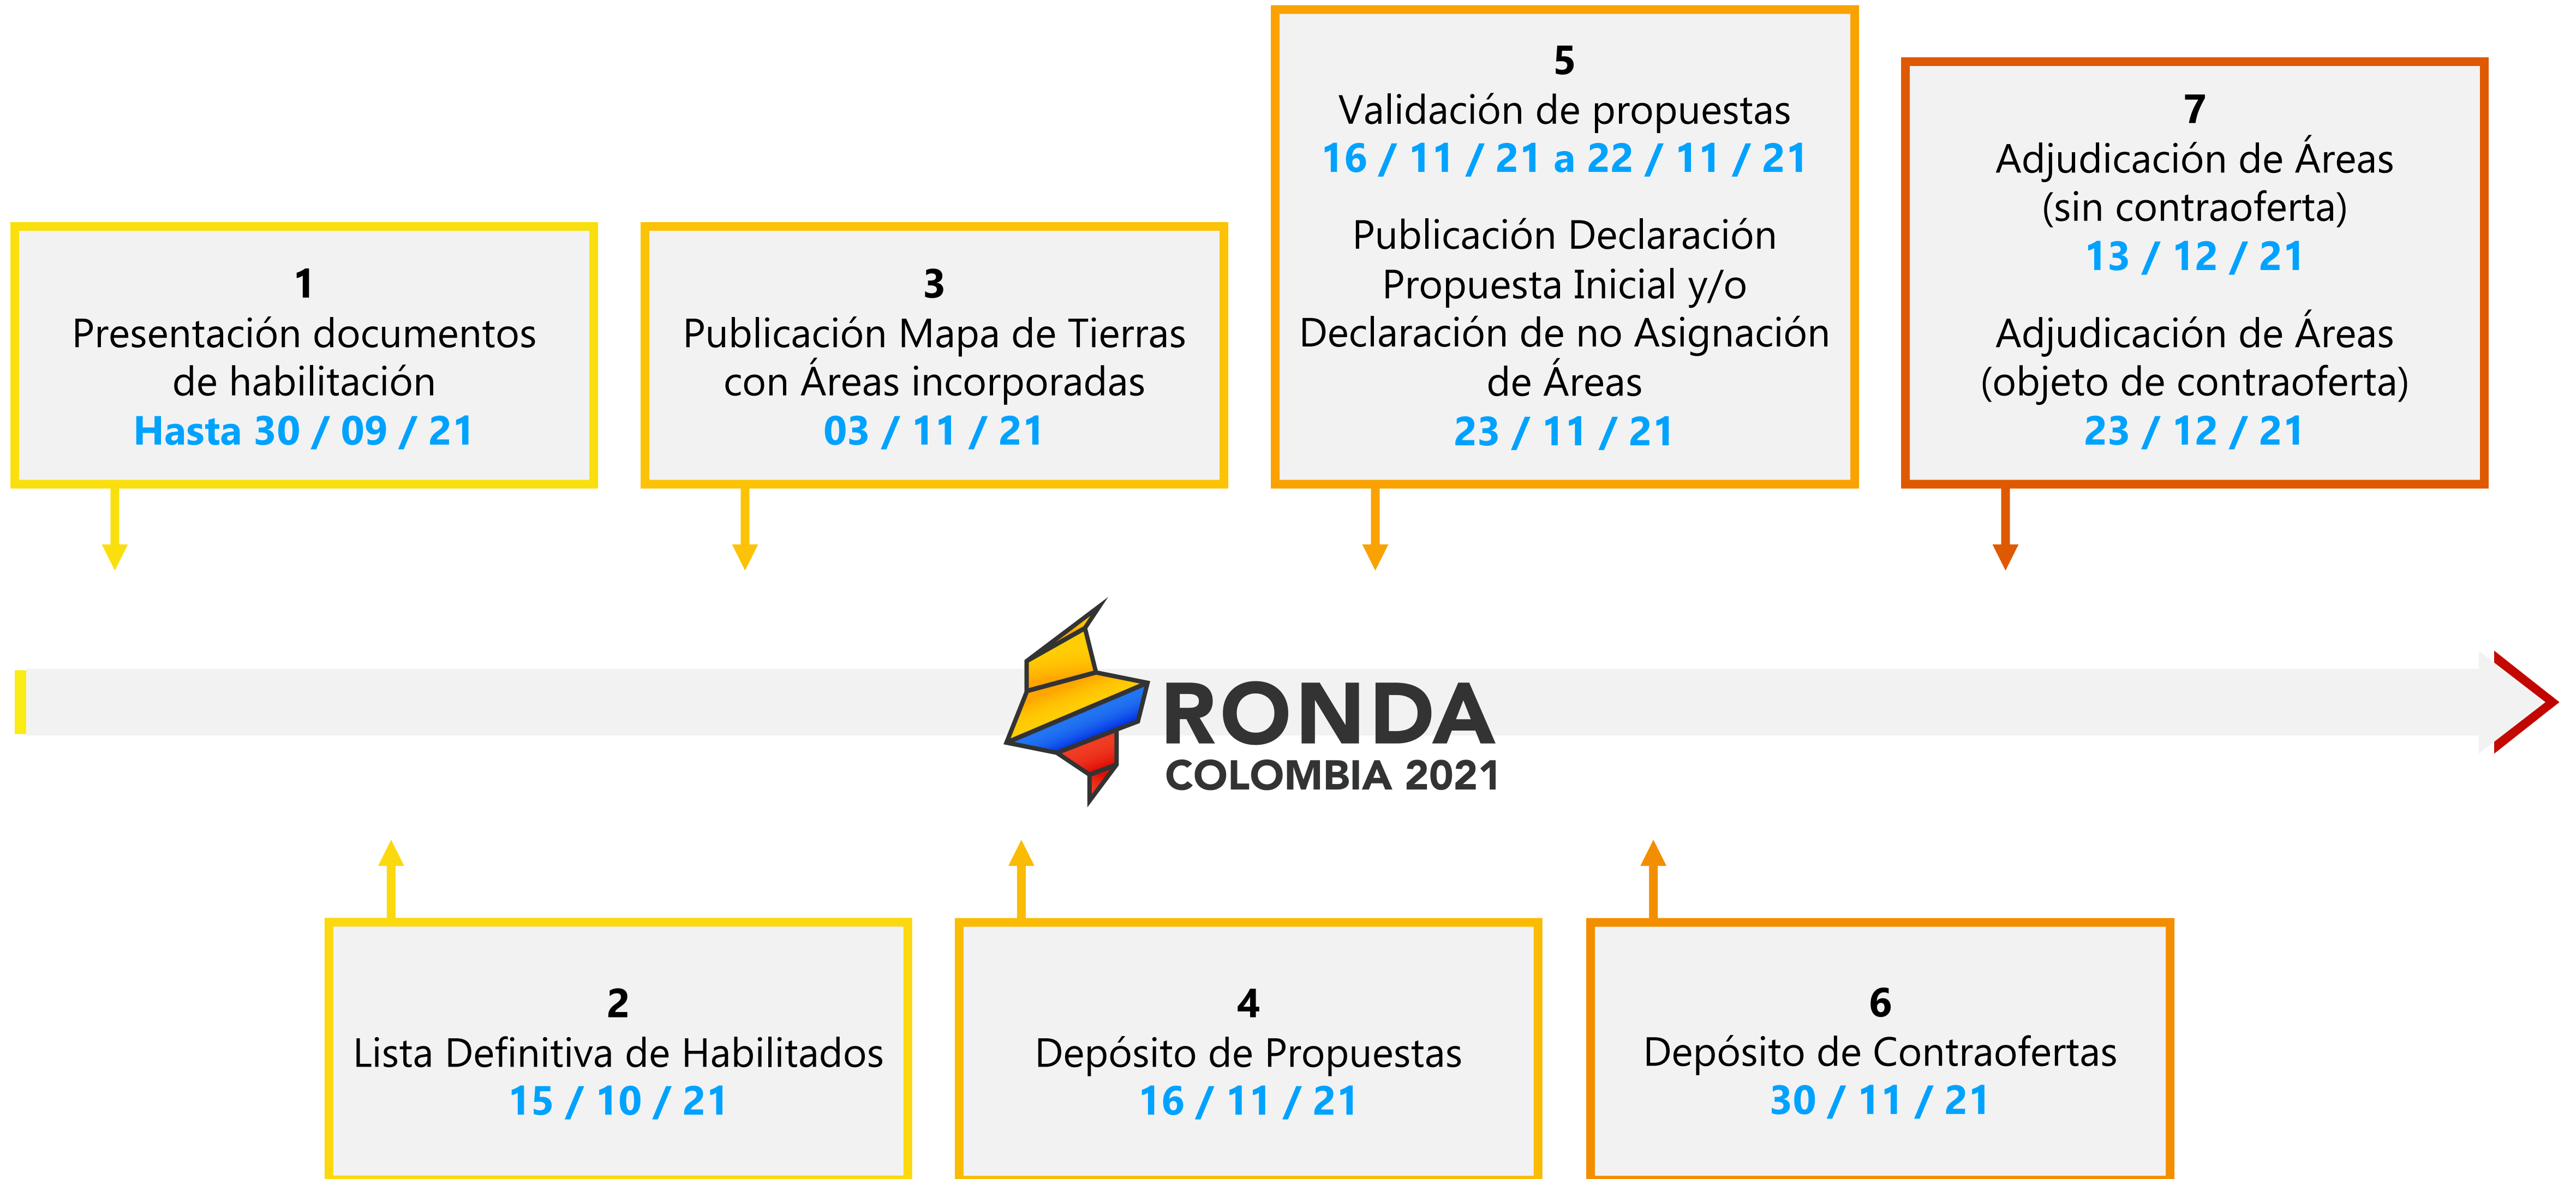 1
Presentación documentos
de habilitación
Hasta 30 / 09 / 21
2
Lista Definitiva de Habilitados
15 / 10 / 21
3
Publicación Mapa de Tierras
con Áreas incorporadas
03 / 11 / 21
4
Depósito de Propuestas
16 / 11 / 21
5
Validación de propuestas
16 / 11 / 21 a 22 / 11 / 21
Publicación Declaración
Propuesta Inicial y/o
Declaración de no Asignación
de Áreas
23 / 11 / 21
6
Depósito de Contraofertas
30 / 11 / 21
7
Adjudicación de Áreas
(sin contraoferta)
13 / 12 / 21
Adjudicación de Áreas
(objeto de contraoferta)
23 / 12 / 21
RONDA
COLOMBIA 2021